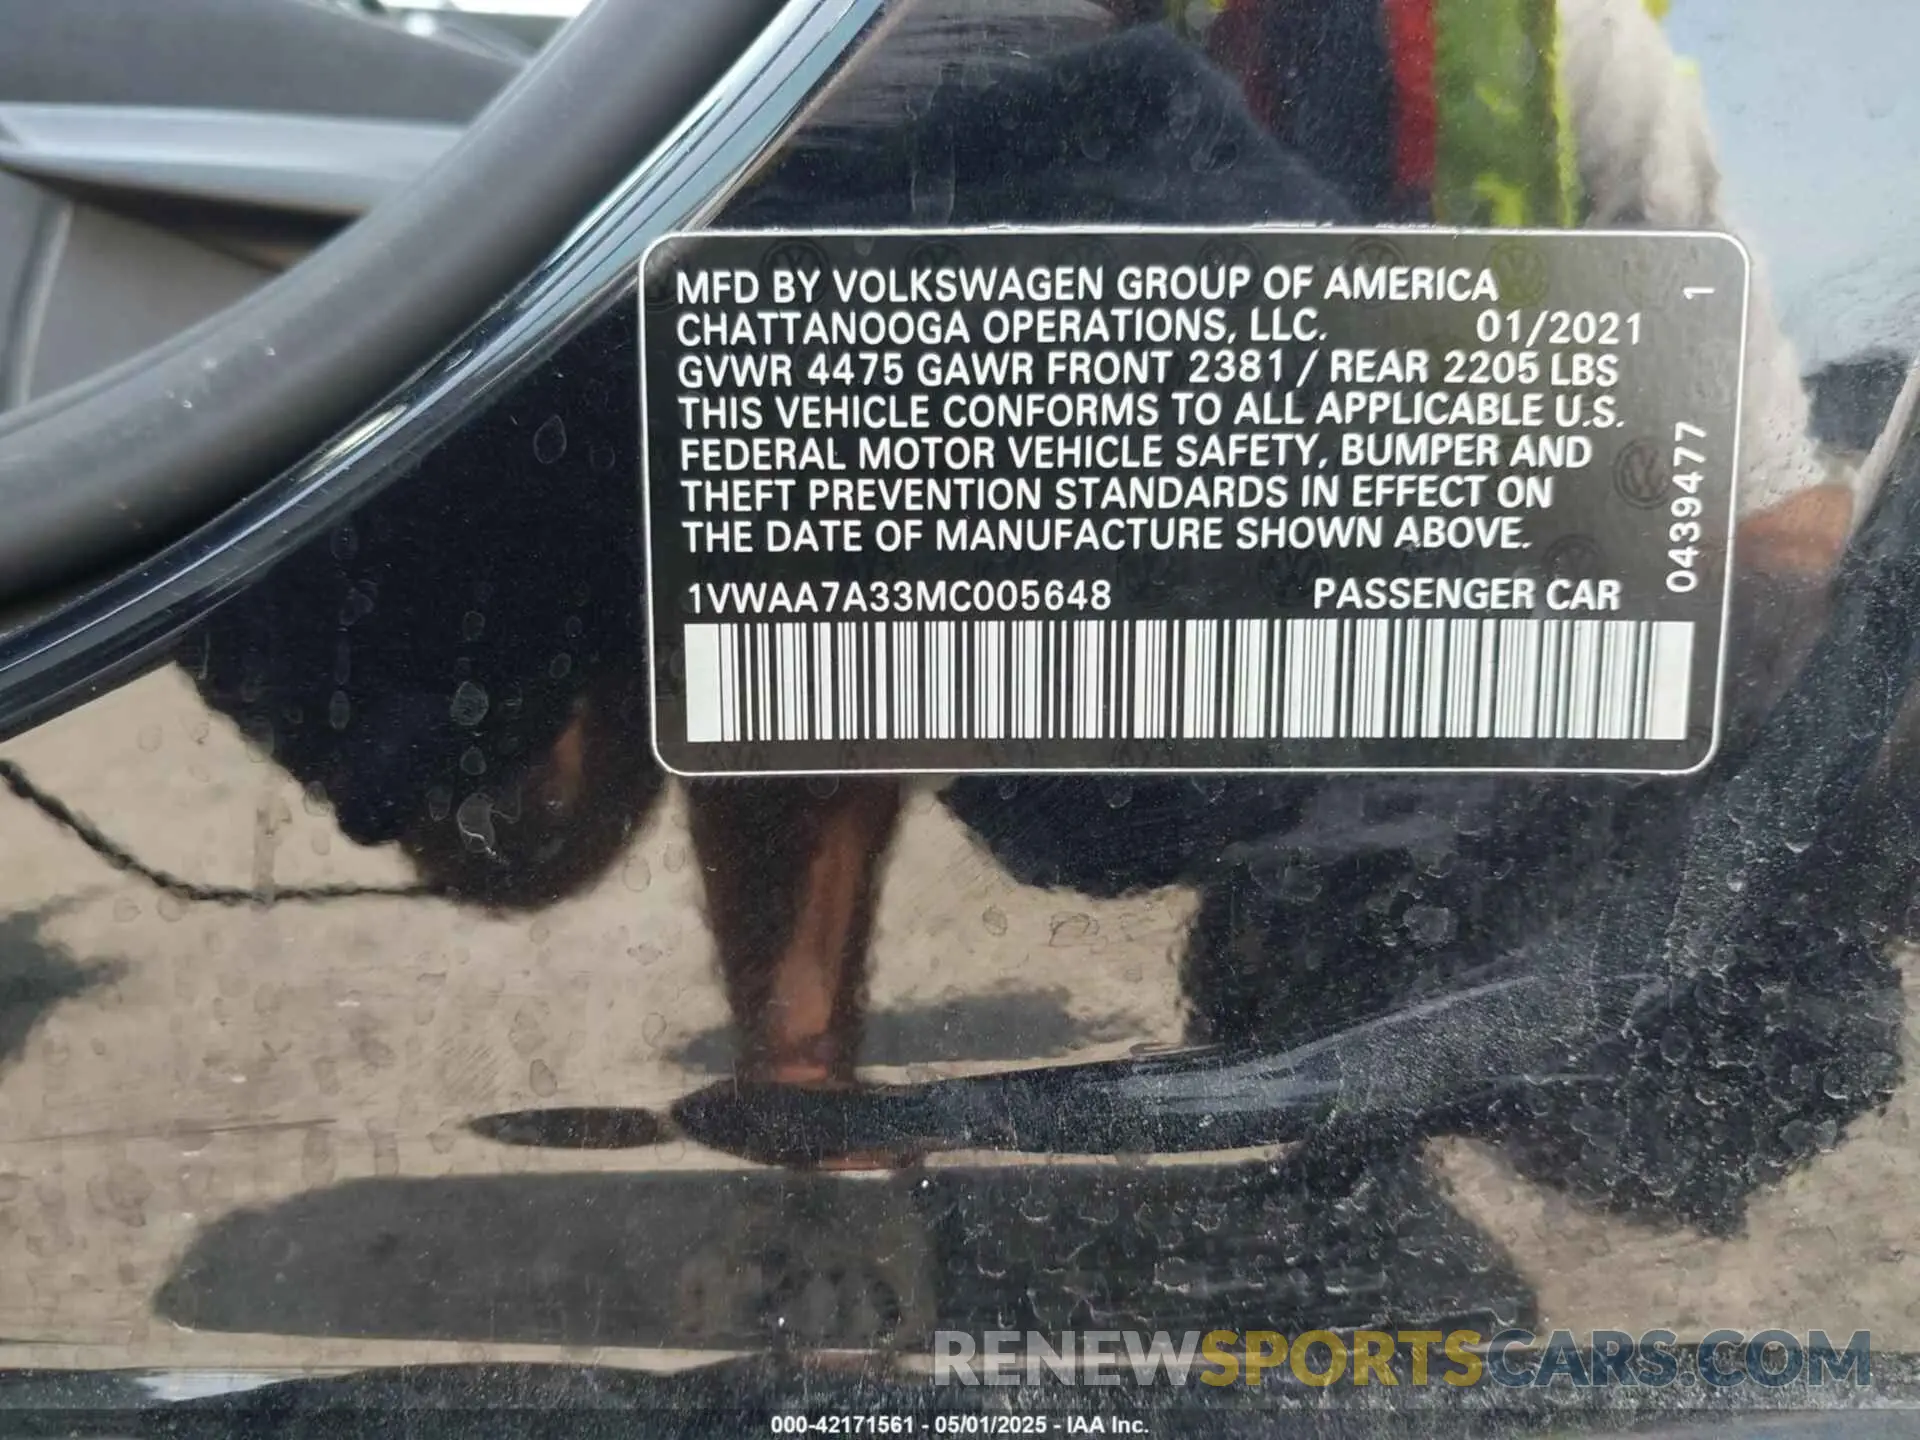 MFD BY VOLKSWAGEN GROUP OF AMERICA
CHATTANOOGA OPERATIONS, LLC. 01/2021
GVWR 4475 GAWR FRONT 2381 / REAR 2205 LBS
THIS VEHICLE CONFORMS TO ALL APPLICABLE U.S.
FEDERAL MOTOR VEHICLE SAFETY, BUMPER AND
THEFT PREVENTION STANDARDS IN EFFECT ON
THE DATE OF MANUFACTURE SHOWN ABOVE.
1VWAA7A33MC005648 PASSENGER CAR
0439477 1
RENEWSPORTSCARS.COM
000-42171561 - 05/01/2025 - IAA Inc.